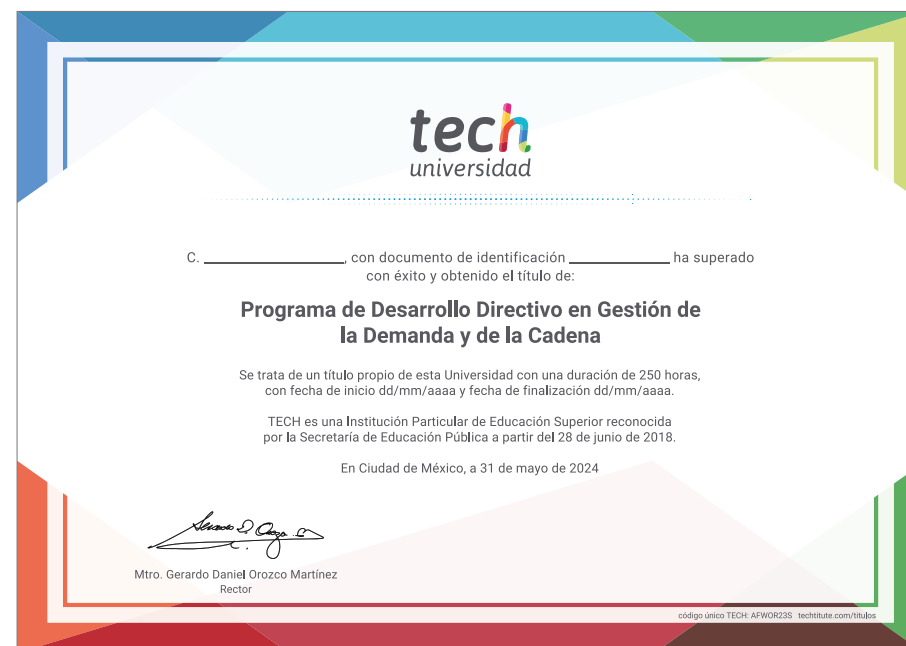 tech
universidad
C. ____________________, con documento de identificación ______________ ha superado
con éxito y obtenido el título de:
Programa de Desarrollo Directivo en Gestión de
la Demanda y de la Cadena
Se trata de un título propio de esta Universidad con una duración de 250 horas,
con fecha de inicio dd/mm/aaaa y fecha de finalización dd/mm/aaaa.
TECH es una Institución Particular de Educación Superior reconocida
por la Secretaría de Educación Pública a partir del 28 de junio de 2018.
En Ciudad de México, a 31 de mayo de 2024
Mtro. Gerardo Daniel Orozco Martínez
Rector
código único TECH: AFWOR23S techtitute.com/titulos